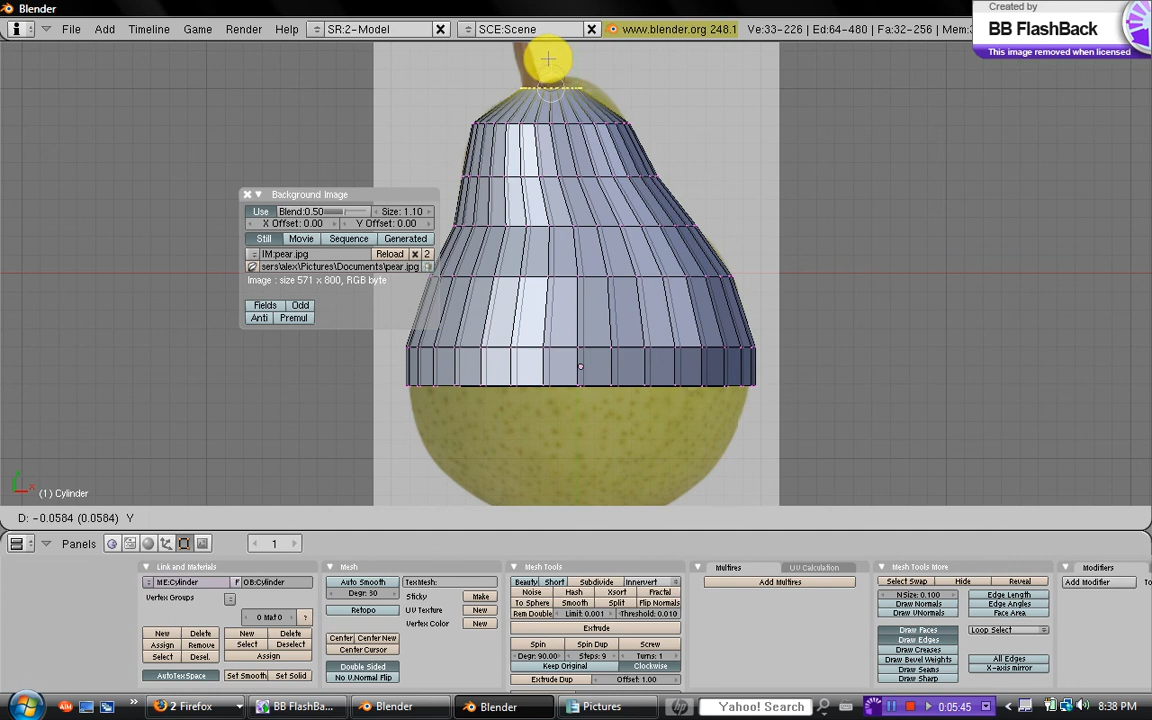 Blender
File Add Timeline Game Render Help SR:2-Model SCE:Scene www.blender.org 248.1 Ve:33-226 | Ed:64-480 | Fa:32-256 | Mem:3
Created by
BB FlashBack
This image removed when licensed
Background Image
Use Blend:0.50 Size: 1.10
X Offset: 0.00 Y Offset: 0.00
Still Movie Sequence Generated
IM:pear.jpg Reload 2
sers\alex\Pictures\Documents\pear.jpg
Image : size 571 x 800, RGB byte
Fields Odd
Anti Premul
(1) Cylinder
D: -0.0584 (0.0584) Y
Panels 1
Link and Materials
ME:Cylinder F OB:Cylinder
Vertex Groups
0 Mat 0 ?
New Delete New Delete
Assign Remove Select Deselect
Select Desel. Assign
AutoTexSpace Set Smooth Set Solid
Mesh
Auto Smooth TexMesh:
Degr: 30 Sticky Make
Retopo UV Texture New
Vertex Color New
Center Center New
Center Cursor
Double Sided
No V.Normal Flip
Mesh Tools
Beauty Short Subdivide Innervert
Noise Hash Xsort Fractal
To Sphere Smooth Split Flip Normals
Rem Double Limit: 0.001 Threshold: 0.010
Extrude
Spin Spin Dup Screw
Degr: 90.00 Steps: 9 Turns: 1
Keep Original Clockwise
Extrude Dup Offset: 1.00
Multires UV Calculation
Add Multires
Mesh Tools More
Select Swap Hide Reveal
NSize: 0.100 Edge Length
Draw Normals Edge Angles
Draw VNormals Face Area
Draw Faces Loop Select
Draw Edges
Draw Creases
Draw Bevel Weights All Edges
Draw Seams X-axis mirror
Draw Sharp
Modifiers
Add Modifier To
2 Firefox BB FlashBa... Blender Blender Pictures Yahoo! Search 5:05:45 8:38 PM